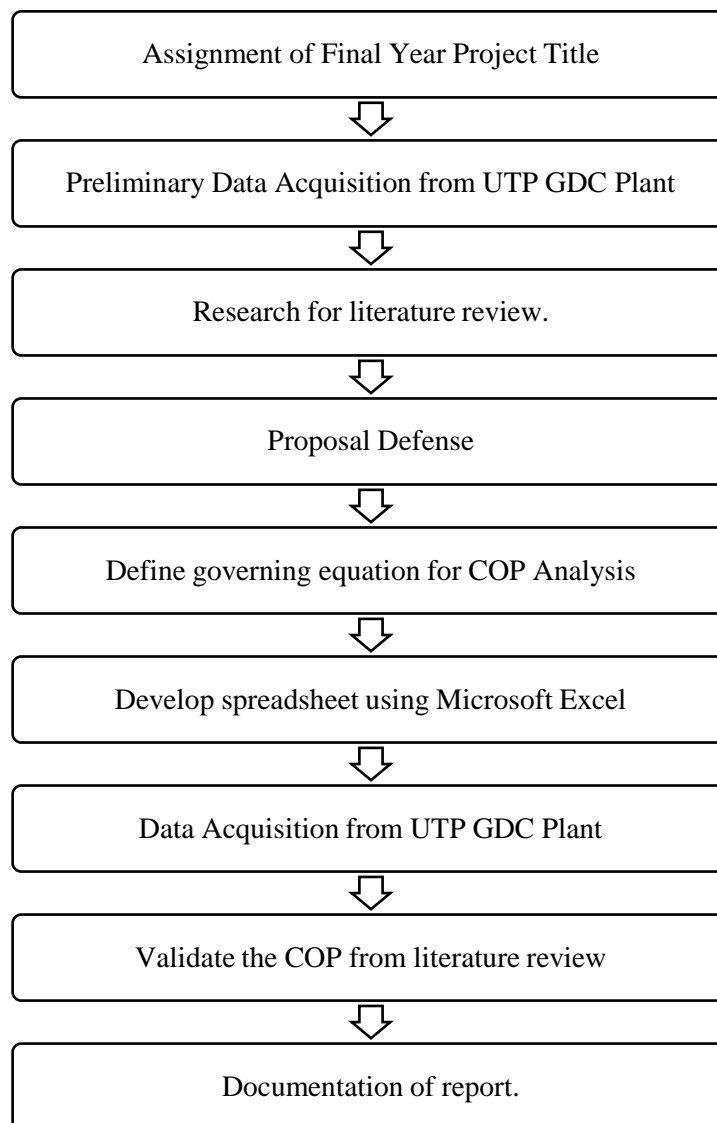 Assignment of Final Year Project Title
Preliminary Data Acquisition from UTP GDC Plant
Research for literature review.
Proposal Defense
Define governing equation for COP Analysis
Develop spreadsheet using Microsoft Excel
Data Acquisition from UTP GDC Plant
Validate the COP from literature review
Documentation of report.